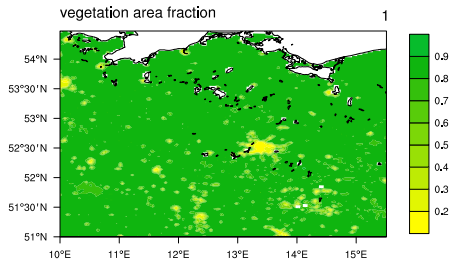 vegetation area fraction 1
54°N
53°30'N
53°N
52°30'N
52°N
51°30'N
51°N
10°E 11°E 12°E 13°E 14°E 15°E
0.9
0.8
0.7
0.6
0.5
0.4
0.3
0.2